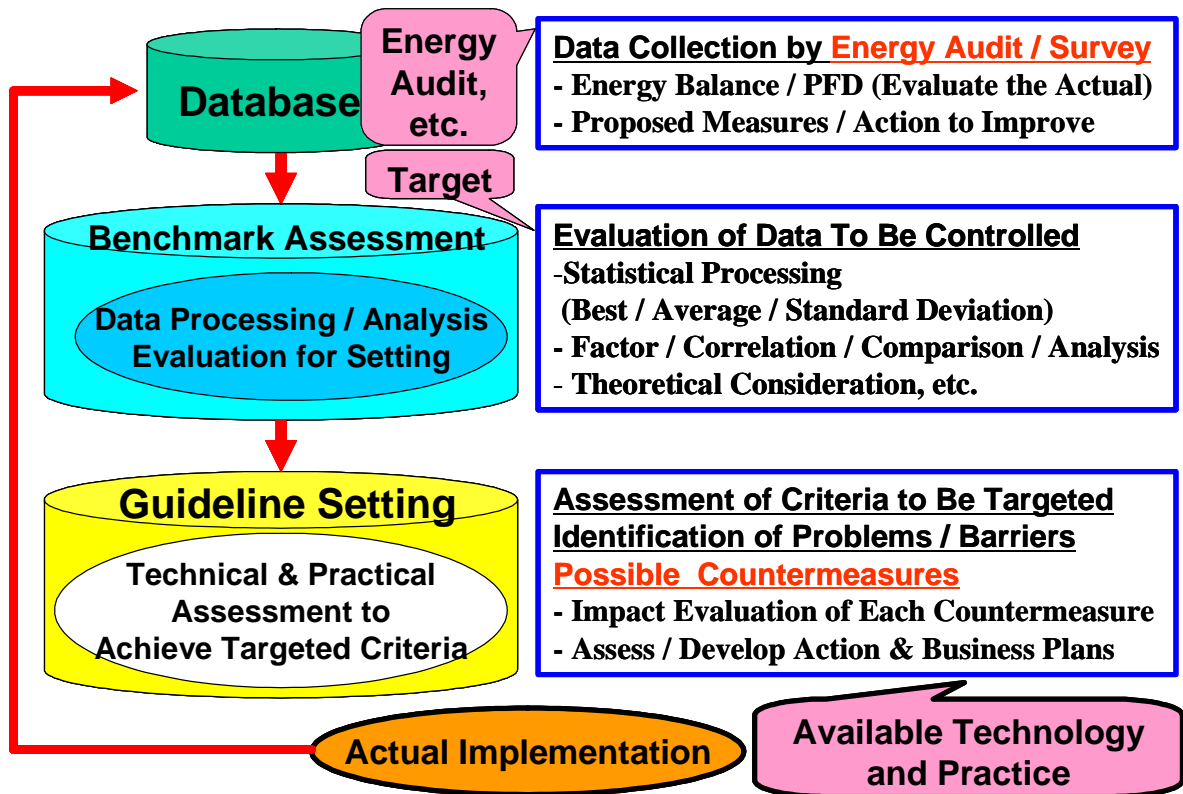 Database
Energy
Audit,
etc.
Data Collection by Energy Audit / Survey
- Energy Balance / PFD (Evaluate the Actual)
- Proposed Measures / Action to Improve
Target
Benchmark Assessment
Data Processing / Analysis
Evaluation for Setting
Evaluation of Data To Be Controlled
-Statistical Processing
(Best / Average / Standard Deviation)
- Factor / Correlation / Comparison / Analysis
- Theoretical Consideration, etc.
Guideline Setting
Technical & Practical
Assessment to
Achieve Targeted Criteria
Assessment of Criteria to Be Targeted
Identification of Problems / Barriers
Possible Countermeasures
- Impact Evaluation of Each Countermeasure
- Assess / Develop Action & Business Plans
Actual Implementation
Available Technology
and Practice